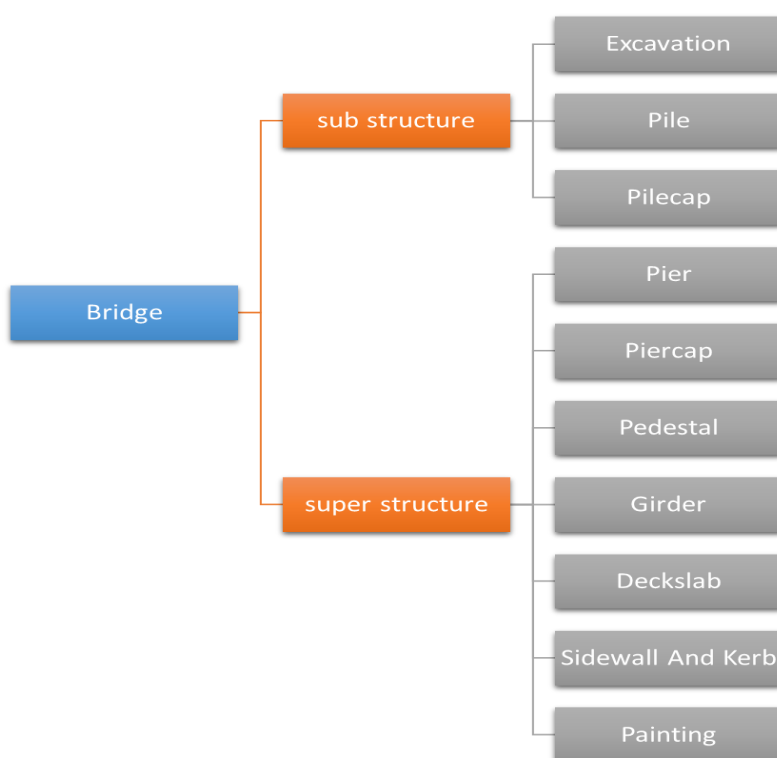 Excavation
sub structure
Pile
Pilecap
Pier
Bridge
Piercap
Pedestal
super structure
Girder
Deckslab
Sidewall And Kerb
Painting